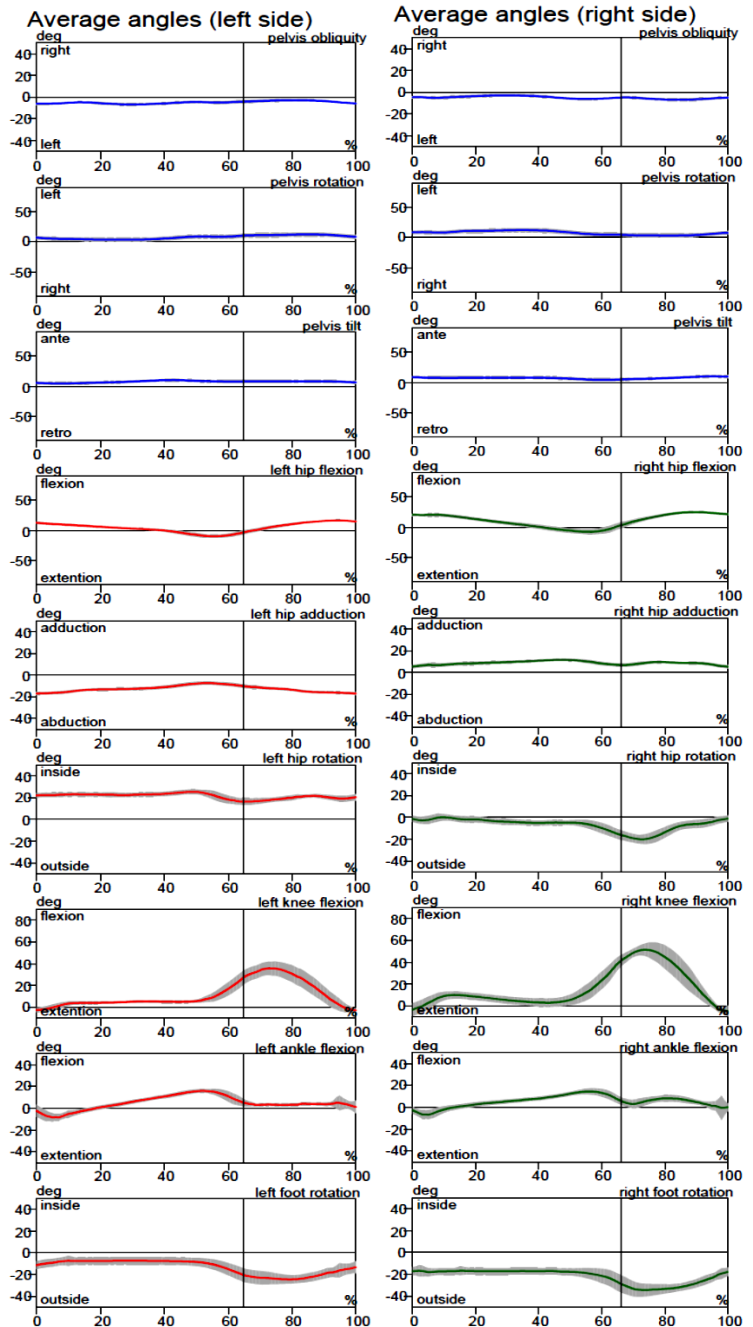 Average angles (left side)
deg pelvis obliquity
40 right
20
0
-20
-40 left %
0 20 40 60 80 100
deg pelvis rotation
left
50
0
-50
right %
0 20 40 60 80 100
deg pelvis tilt
ante
50
0
-50
retro %
0 20 40 60 80 100
deg left hip flexion
flexion
50
0
-50
extention %
0 20 40 60 80 100
deg left hip adduction
40 adduction
20
0
-20
-40 abduction %
0 20 40 60 80 100
deg left hip rotation
40 inside
20
0
-20
-40 outside %
0 20 40 60 80 100
deg left knee flexion
80 flexion
60
40
20
0 extention %
0 20 40 60 80 100
deg left ankle flexion
40 flexion
20
0
-20
-40 extention %
0 20 40 60 80 100
deg left foot rotation
40 inside
20
0
-20
-40 outside %
0 20 40 60 80 100
Average angles (right side)
deg pelvis obliquity
40 right
20
0
-20
-40 left %
0 20 40 60 80 100
deg pelvis rotation
left
50
0
-50
right %
0 20 40 60 80 100
deg pelvis tilt
ante
50
0
-50
retro %
0 20 40 60 80 100
deg right hip flexion
flexion
50
0
-50
extention %
0 20 40 60 80 100
deg right hip adduction
40 adduction
20
0
-20
-40 abduction %
0 20 40 60 80 100
deg right hip rotation
40 inside
20
0
-20
-40 outside %
0 20 40 60 80 100
deg right knee flexion
80 flexion
60
40
20
0 extention %
0 20 40 60 80 100
deg right ankle flexion
40 flexion
20
0
-20
-40 extention %
0 20 40 60 80 100
deg right foot rotation
40 inside
20
0
-20
-40 outside %
0 20 40 60 80 100